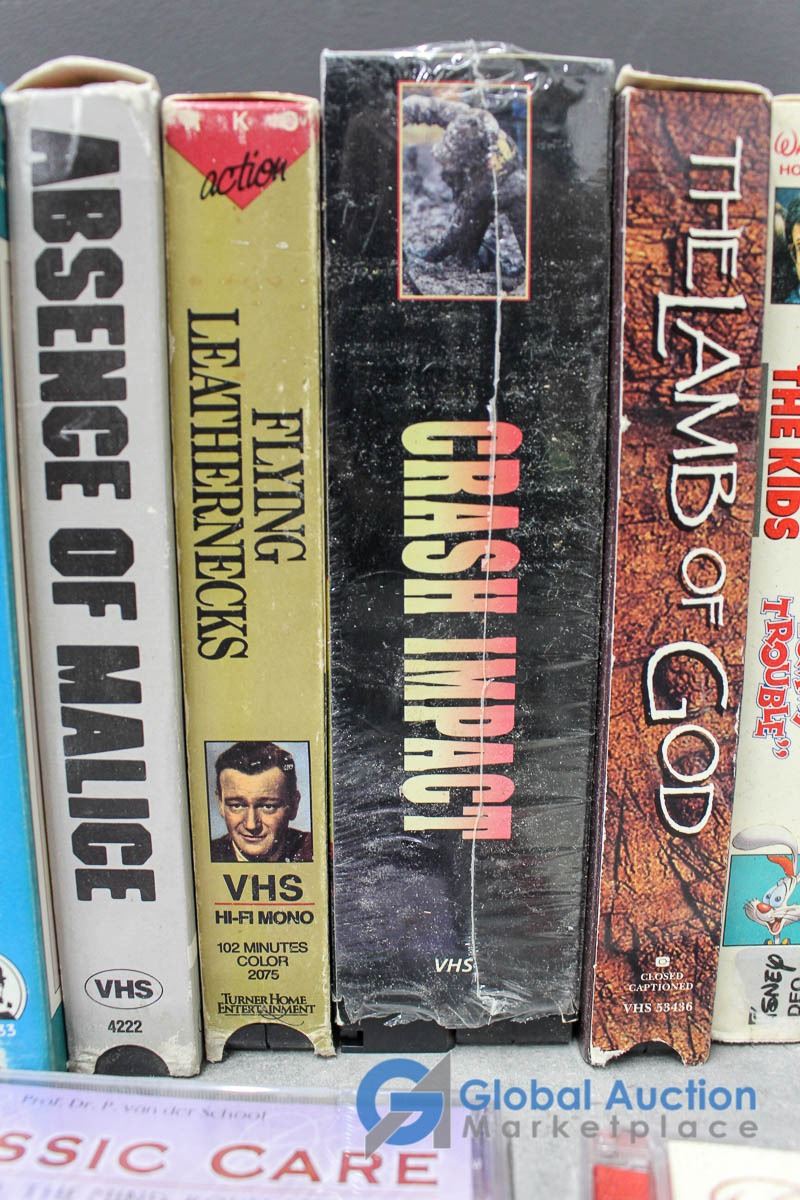 ABSENCE OF MALICE
VHS
4222
R K O
action
FLYING
LEATHERNECKS
VHS
HI-FI MONO
102 MINUTES
COLOR
2075
TURNER HOME
ENTERTAINMENT
CRASH IMPACT
VHS
THE LAMB OF GOD
CLOSED
CAPTIONED
VHS 53436
THE KIDS
TROUBLE"
33
Prof. Dr. P. van der Schoot
SSIC CARE
Global Auction
Marketplace